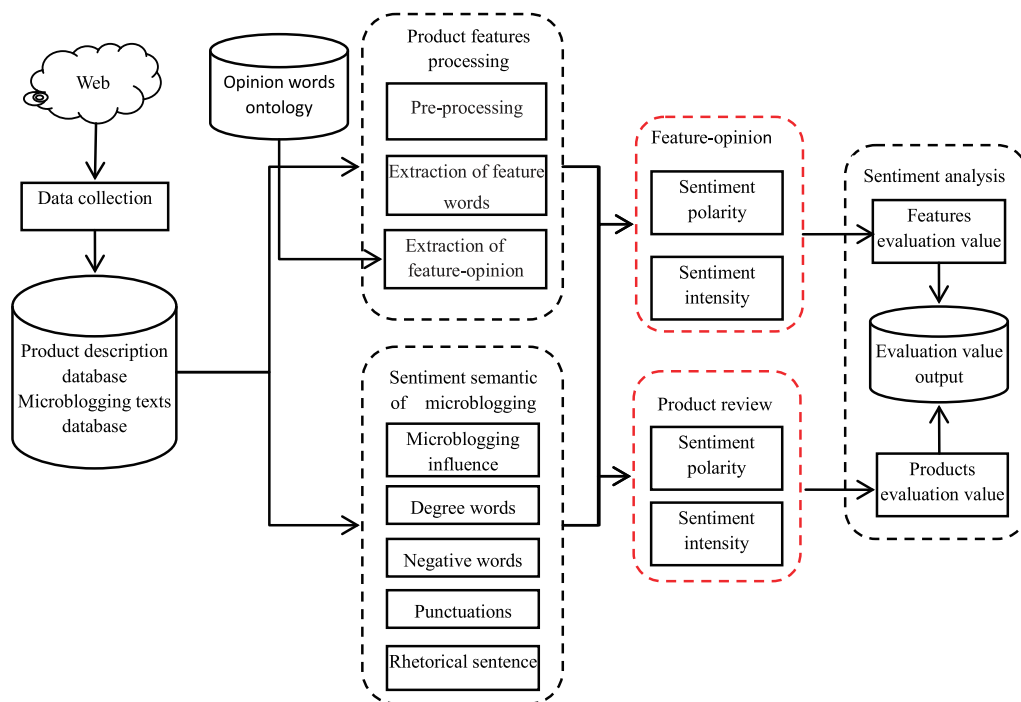 Web
Data collection
Product description
database
Microblogging texts
database
Opinion words
ontology
Product features
processing
Pre-processing
Extraction of feature
words
Extraction of
feature-opinion
Sentiment semantic
of microblogging
Microblogging
influence
Degree words
Negative words
Punctuations
Rhetorical sentence
Feature-opinion
Sentiment
polarity
Sentiment
intensity
Product review
Sentiment
polarity
Sentiment
intensity
Sentiment analysis
Features
evaluation value
Evaluation value
output
Products
evaluation value